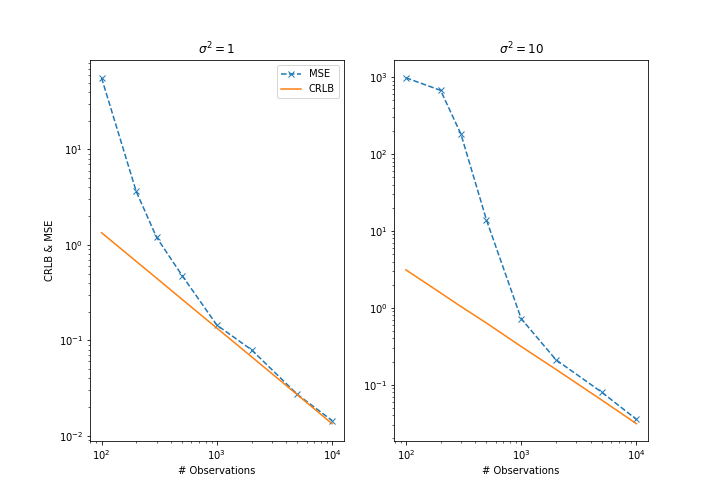 σ² = 1
σ² = 10
MSE
CRLB
CRLB & MSE
10¹
10⁰
10⁻¹
10⁻²
10²
10³
10⁴
# Observations
10³
10²
10¹
10⁰
10⁻¹
10²
10³
10⁴
# Observations